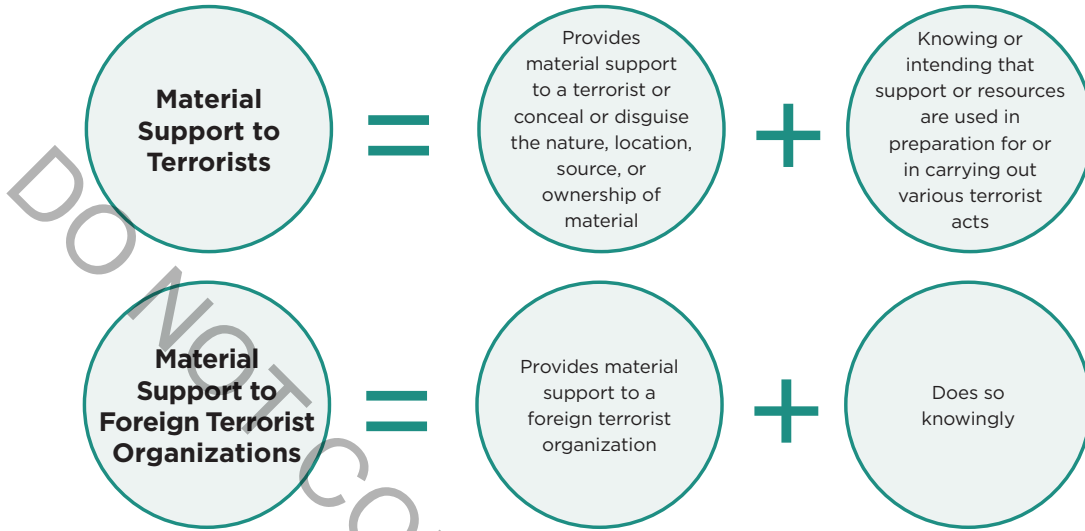 Material
Support to
Terrorists
=
Provides
material support
to a terrorist or
conceal or disguise
the nature, location,
source, or
ownership of
material
+
Knowing or
intending that
support or resources
are used in
preparation for or
in carrying out
various terrorist
acts
Material
Support to
Foreign Terrorist
Organizations
=
Provides material
support to a
foreign terrorist
organization
+
Does so
knowingly
DO NOT